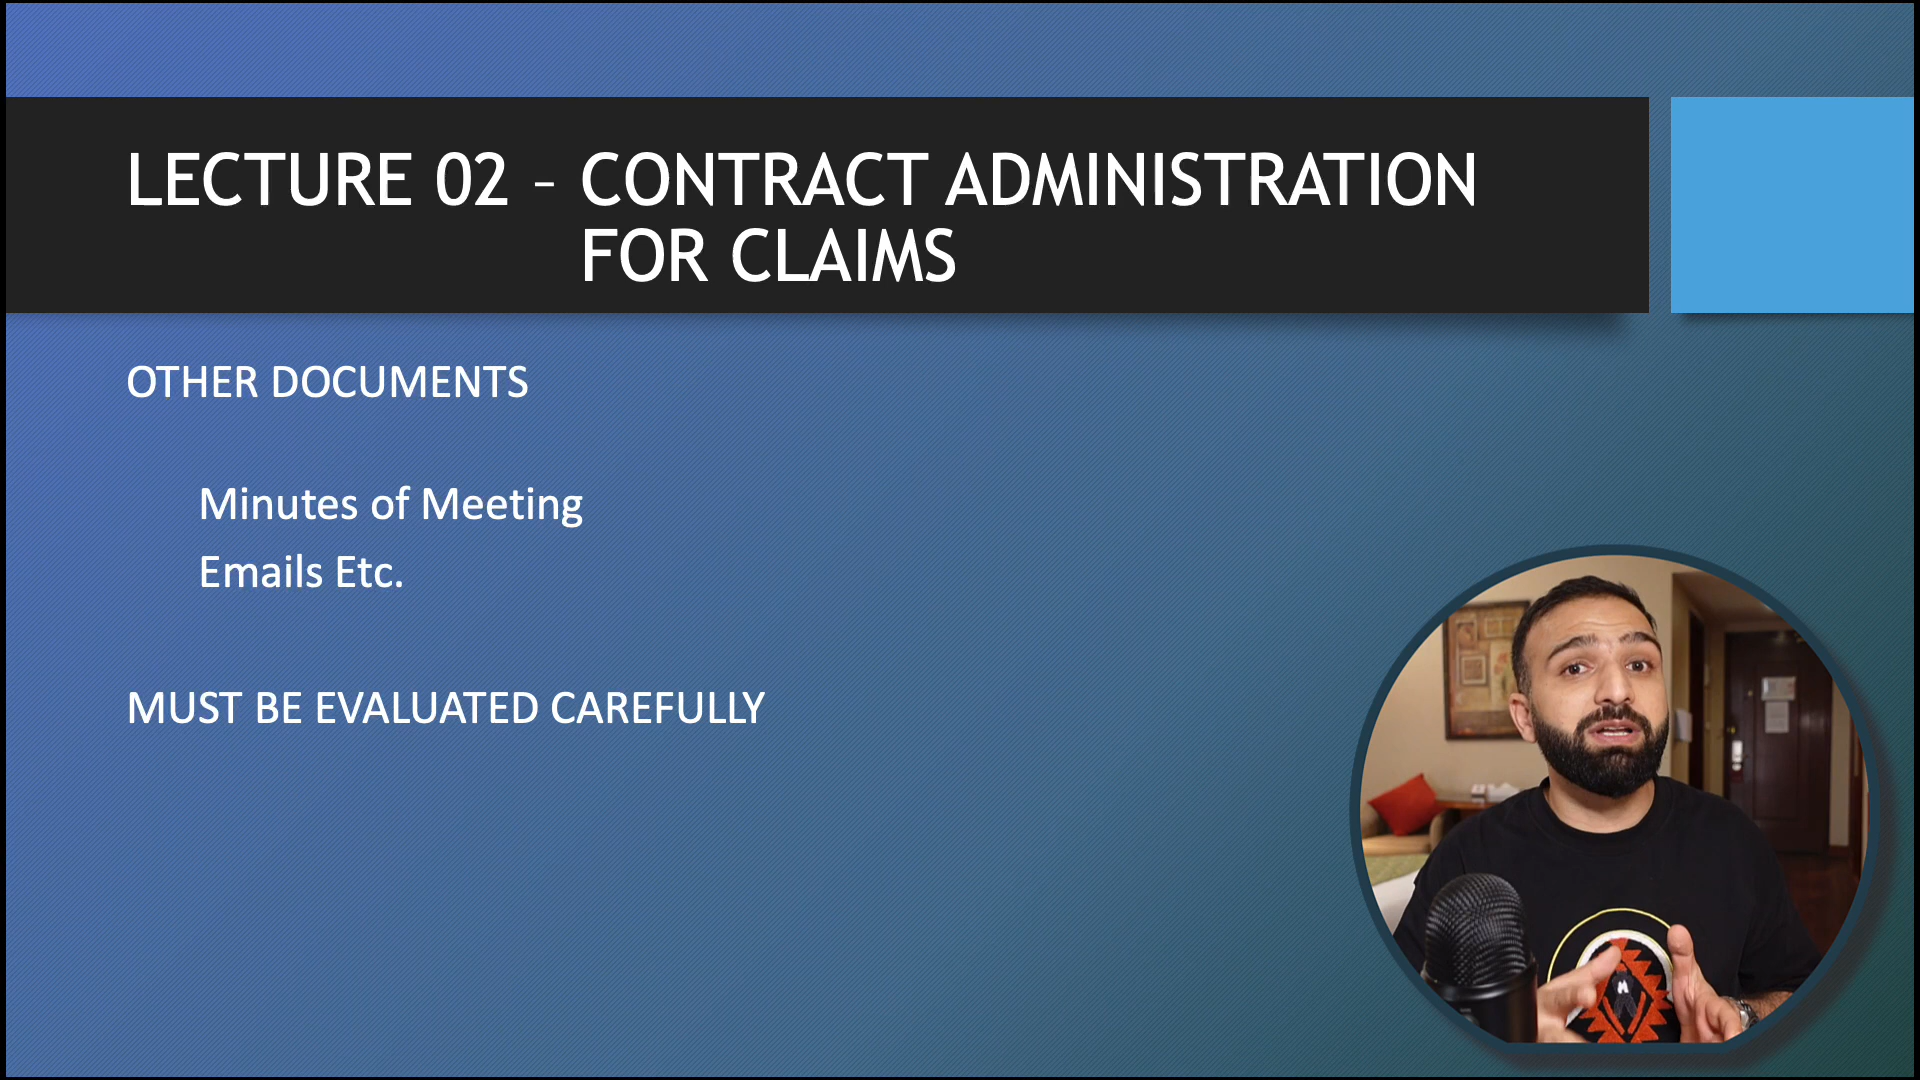 LECTURE 02 – CONTRACT ADMINISTRATION
FOR CLAIMS
OTHER DOCUMENTS
Minutes of Meeting
Emails Etc.
MUST BE EVALUATED CAREFULLY